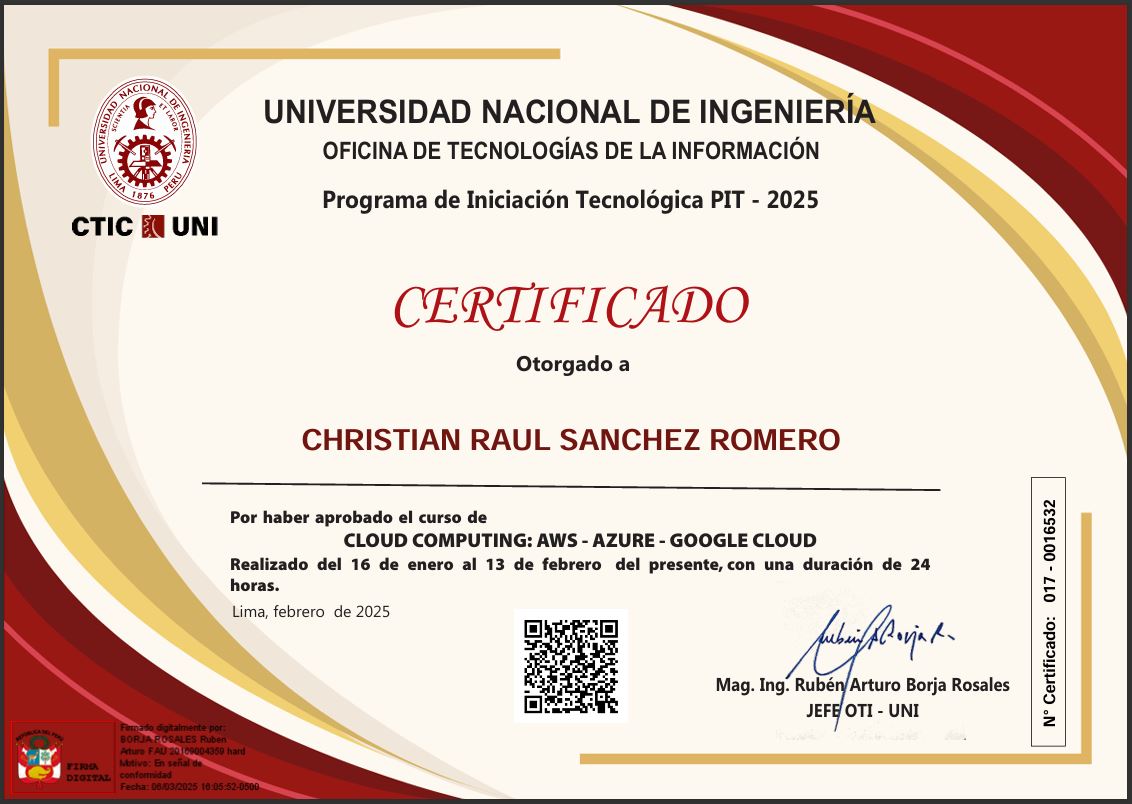 UNIVERSIDAD NACIONAL DE INGENIERÍA
SCIENTIA ET LABOR
LIMA 1876 PERU
CTIC UNI
UNIVERSIDAD NACIONAL DE INGENIERÍA
OFICINA DE TECNOLOGÍAS DE LA INFORMACIÓN
Programa de Iniciación Tecnológica PIT - 2025
CERTIFICADO
Otorgado a
CHRISTIAN RAUL SANCHEZ ROMERO
Por haber aprobado el curso de
CLOUD COMPUTING: AWS - AZURE - GOOGLE CLOUD
Realizado del 16 de enero al 13 de febrero del presente, con una duración de 24
horas.
Lima, febrero de 2025
Mag. Ing. Rubén Arturo Borja Rosales
JEFE OTI - UNI
N° Certificado: 017 - 0016532
REPUBLICA DEL PERU
FIRMA
DIGITAL
Firmado digitalmente por:
BORJA ROSALES Ruben
Arturo FAU 20169004359 hard
Motivo: En señal de
conformidad
Fecha: 06/03/2025 16:05:52-0500